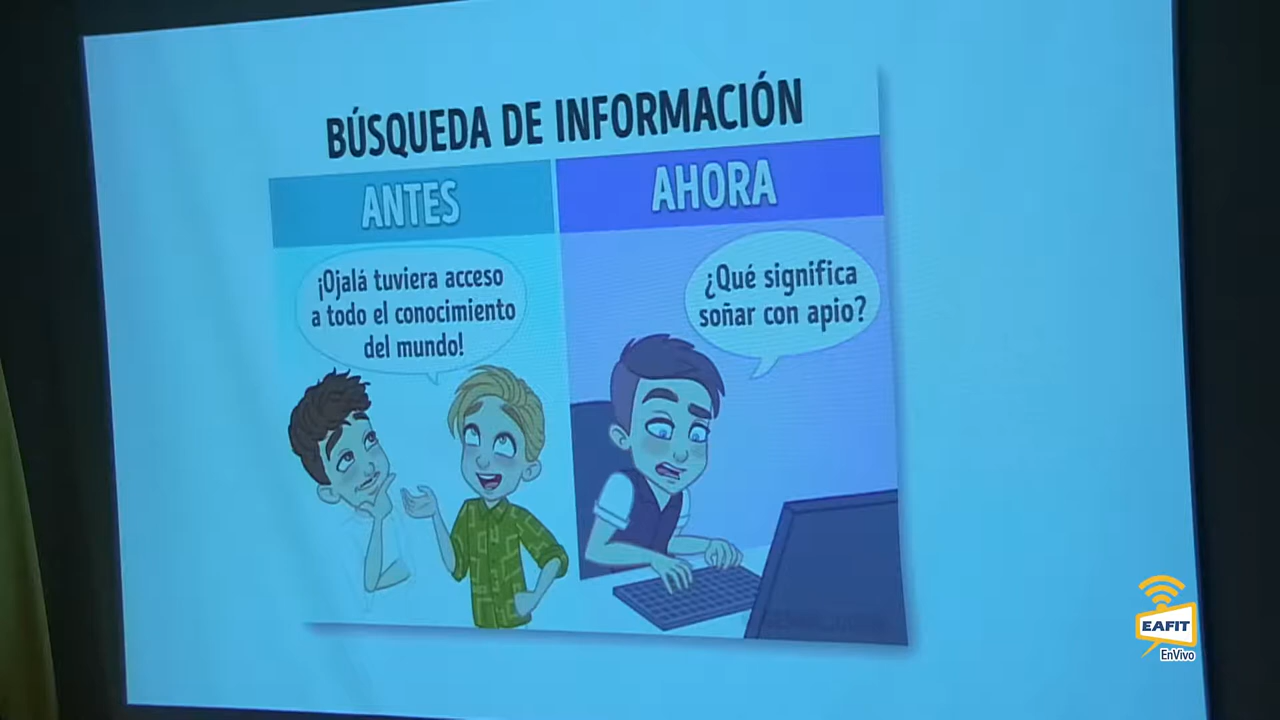 BÚSQUEDA DE INFORMACIÓN
ANTES
AHORA
¡Ojalá tuviera acceso
a todo el conocimiento
del mundo!
¿Qué significa
soñar con apio?
EAFIT
EnVivo